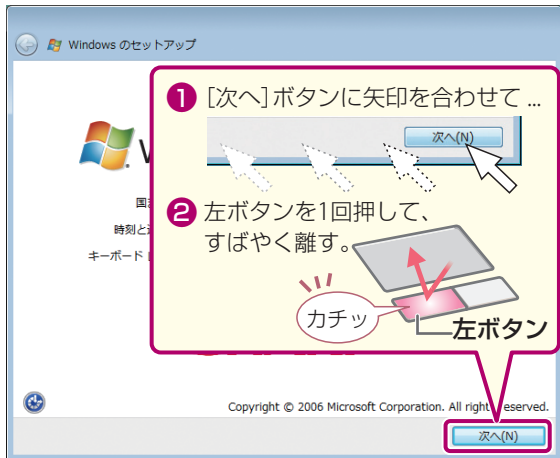 Windows のセットアップ
❶ [次へ]ボタンに矢印を合わせて ...
次へ(N)
❷ 左ボタンを1回押して、
すばやく離す。
カチッ
左ボタン
時刻と
キーボード
Copyright © 2006 Microsoft Corporation. All right eserved.
次へ(N)